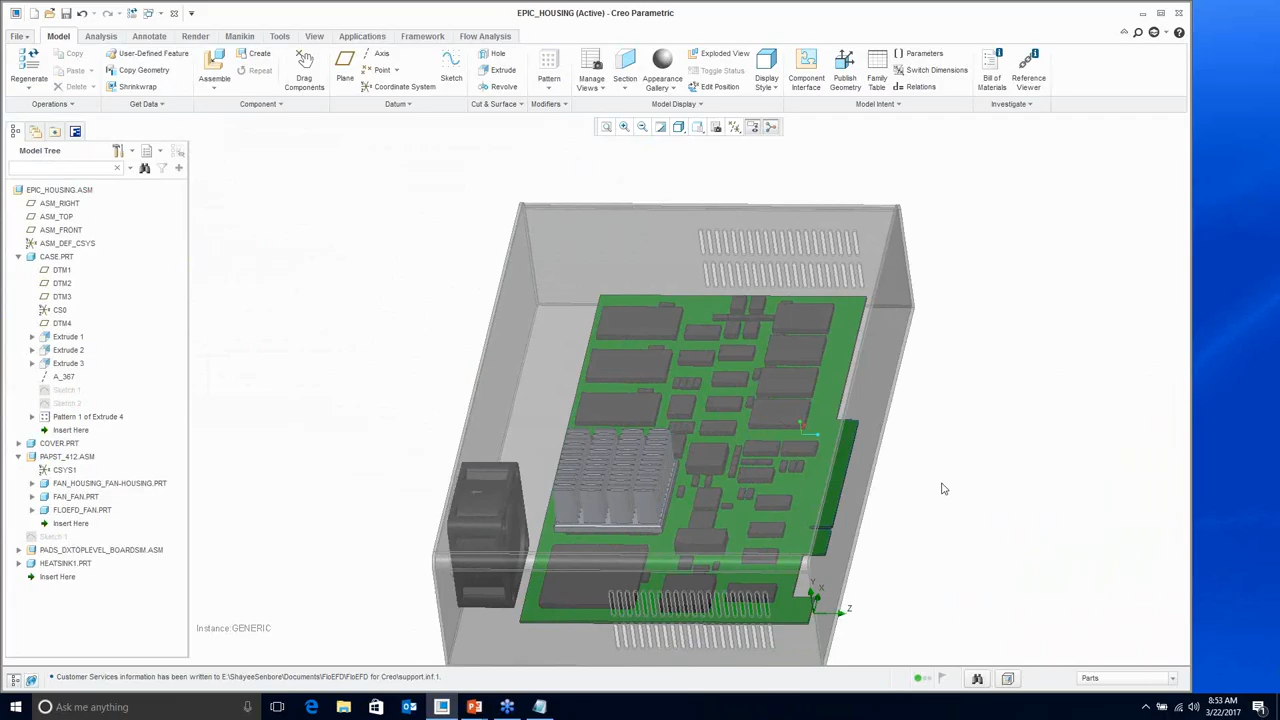 EPIC_HOUSING (Active) - Creo Parametric
File Model Analysis Annotate Render Manikin Tools View Applications Framework Flow Analysis
Regenerate
Copy
Paste
Delete
User-Defined Feature
Copy Geometry
Shrinkwrap
Assemble
Create
Repeat
Drag Components
Plane
Axis
Point
Coordinate System
Sketch
Hole
Extrude
Revolve
Pattern
Manage Views
Section
Appearance Gallery
Exploded View
Toggle Status
Edit Position
Display Style
Component Interface
Publish Geometry
Family Table
Parameters
Switch Dimensions
Relations
Bill of Materials
Reference Viewer
Operations Get Data Component Datum Cut & Surface Modifiers Model Display Model Intent Investigate
Model Tree
EPIC_HOUSING.ASM
ASM_RIGHT
ASM_TOP
ASM_FRONT
ASM_DEF_CSYS
CASE.PRT
DTM1
DTM2
DTM3
CS0
DTM4
Extrude 1
Extrude 2
Extrude 3
A_367
Sketch 1
Sketch 2
Pattern 1 of Extrude 4
Insert Here
COVER.PRT
PAPST_412.ASM
CSYS1
FAN_HOUSING_FAN-HOUSING.PRT
FAN_FAN.PRT
FLOEFD_FAN.PRT
Insert Here
Sketch 1
PADS_DXTOPLEVEL_BOARDSIM.ASM
HEATSINK1.PRT
Insert Here
Y
X
Z
Instance:GENERIC
• Customer Services information has been written to E:\ShayeeSenbore\Documents\FloEFD\FloEFD for Creo\support.inf.1.
Parts
Ask me anything
8:53 AM
3/22/2017